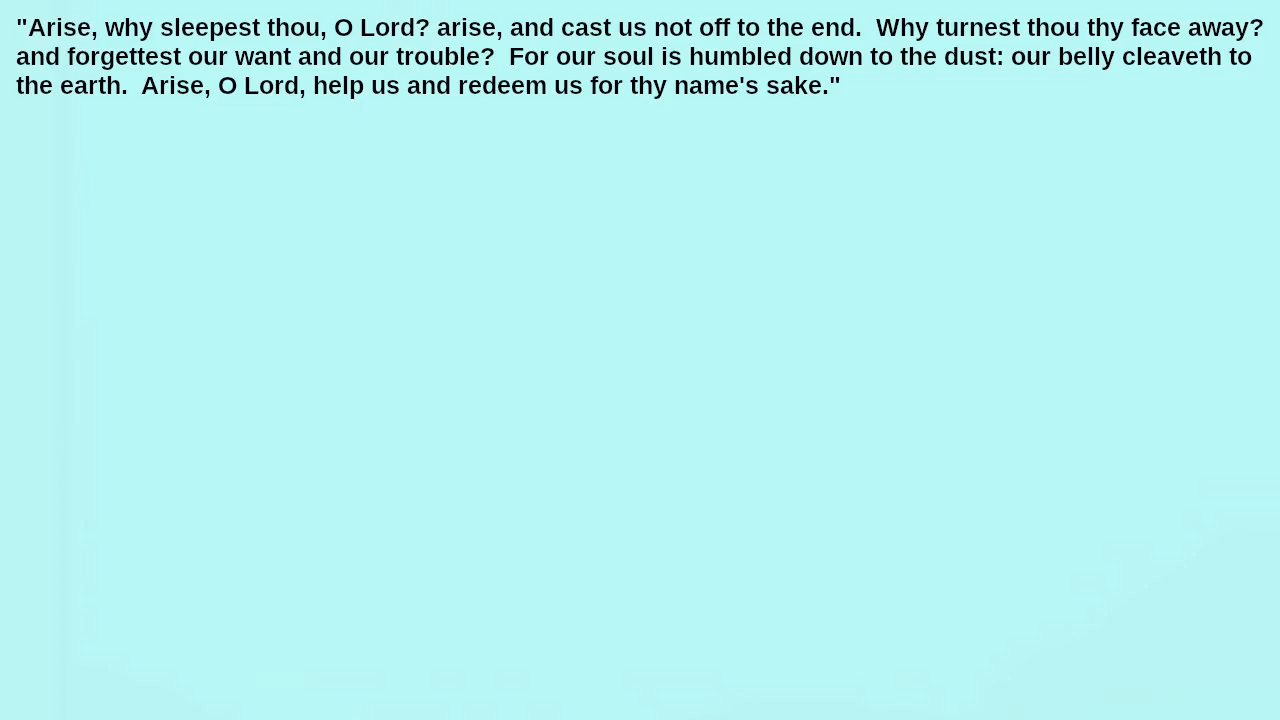 "Arise, why sleepest thou, O Lord? arise, and cast us not off to the end.  Why turnest thou thy face away?
and forgettest our want and our trouble?  For our soul is humbled down to the dust: our belly cleaveth to
the earth.  Arise, O Lord, help us and redeem us for thy name's sake."